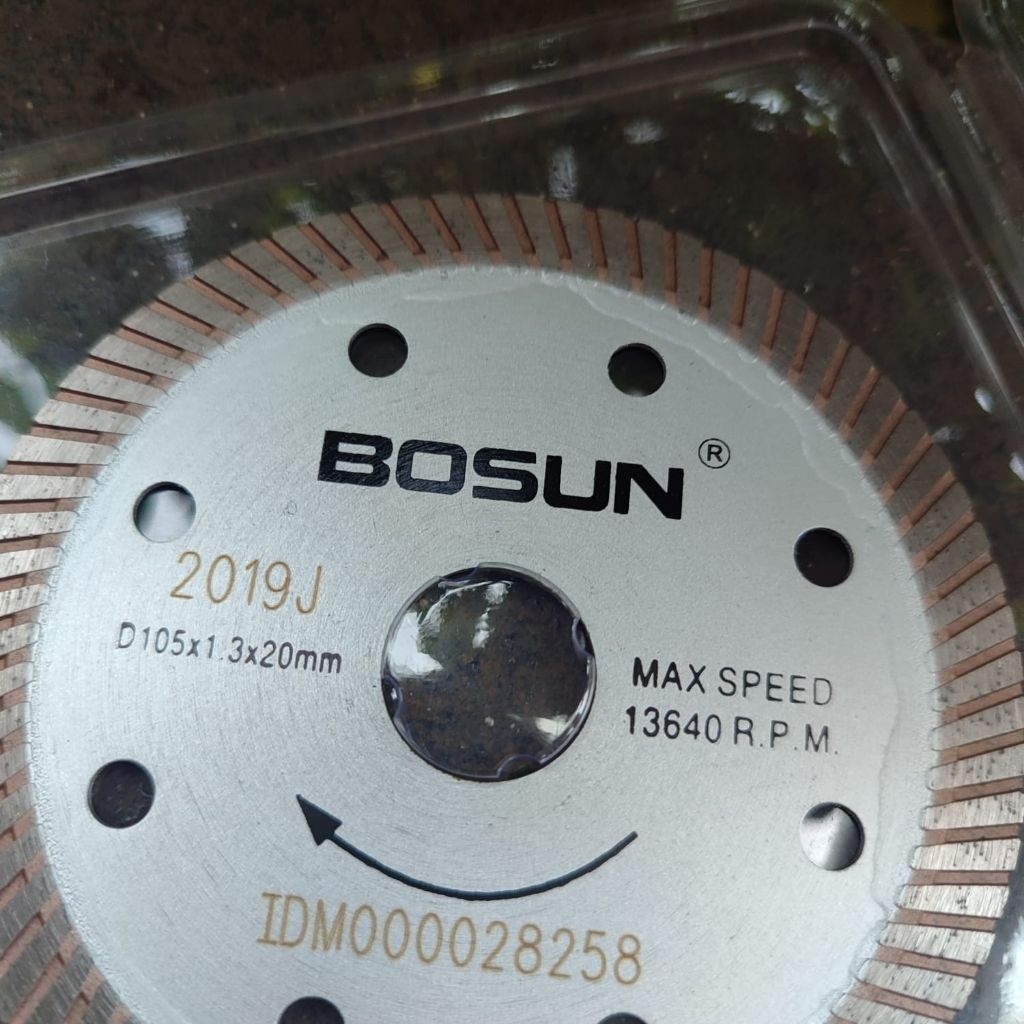 BOSUN ®
2019J
D105x1.3x20mm
MAX SPEED
13640 R.P.M.
IDM000028258